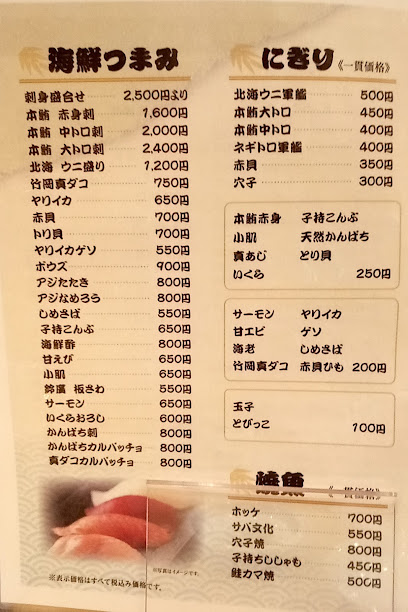 海鮮つまみ
刺身盛合せ 2,500円より
本鮪 赤身刺 1,600円
本鮪 中トロ刺 2,000円
本鮪 大トロ刺 2,400円
北海 ウニ盛り 1,200円
竹岡真ダコ 750円
やりイカ 650円
赤貝 700円
トリ貝 700円
ヤリイカゲソ 550円
ボウズ 900円
アジたたき 800円
アジなめろう 800円
しめさば 550円
子持こんぶ 650円
海鮮酢 800円
甘えび 650円
小肌 650円
鈴廣 板さわ 550円
サーモン 650円
いくらおろし 600円
かんぱち刺 800円
かんぱちカルパッチョ 800円
真ダコカルパッチョ 800円
※写真はイメージです。
※表示価格はすべて税込み価格です。
にぎり 《一貫価格》
北海ウニ軍艦 500円
本鮪大トロ 450円
本鮪中トロ 400円
ネギトロ軍艦 400円
赤貝 350円
穴子 300円
本鮪赤身 子持こんぶ
小肌 天然かんぱち
真あじ とり貝
いくら 250円
サーモン ヤリイカ
甘エビ ゲソ
海老 しめさば
竹岡真ダコ 赤貝ひも 200円
玉子
とびっこ 100円
焼魚 《一貫価格》
ホッケ 700円
サバ文化 550円
穴子焼 800円
子持ちししゃも 450円
鮭カマ焼 500円